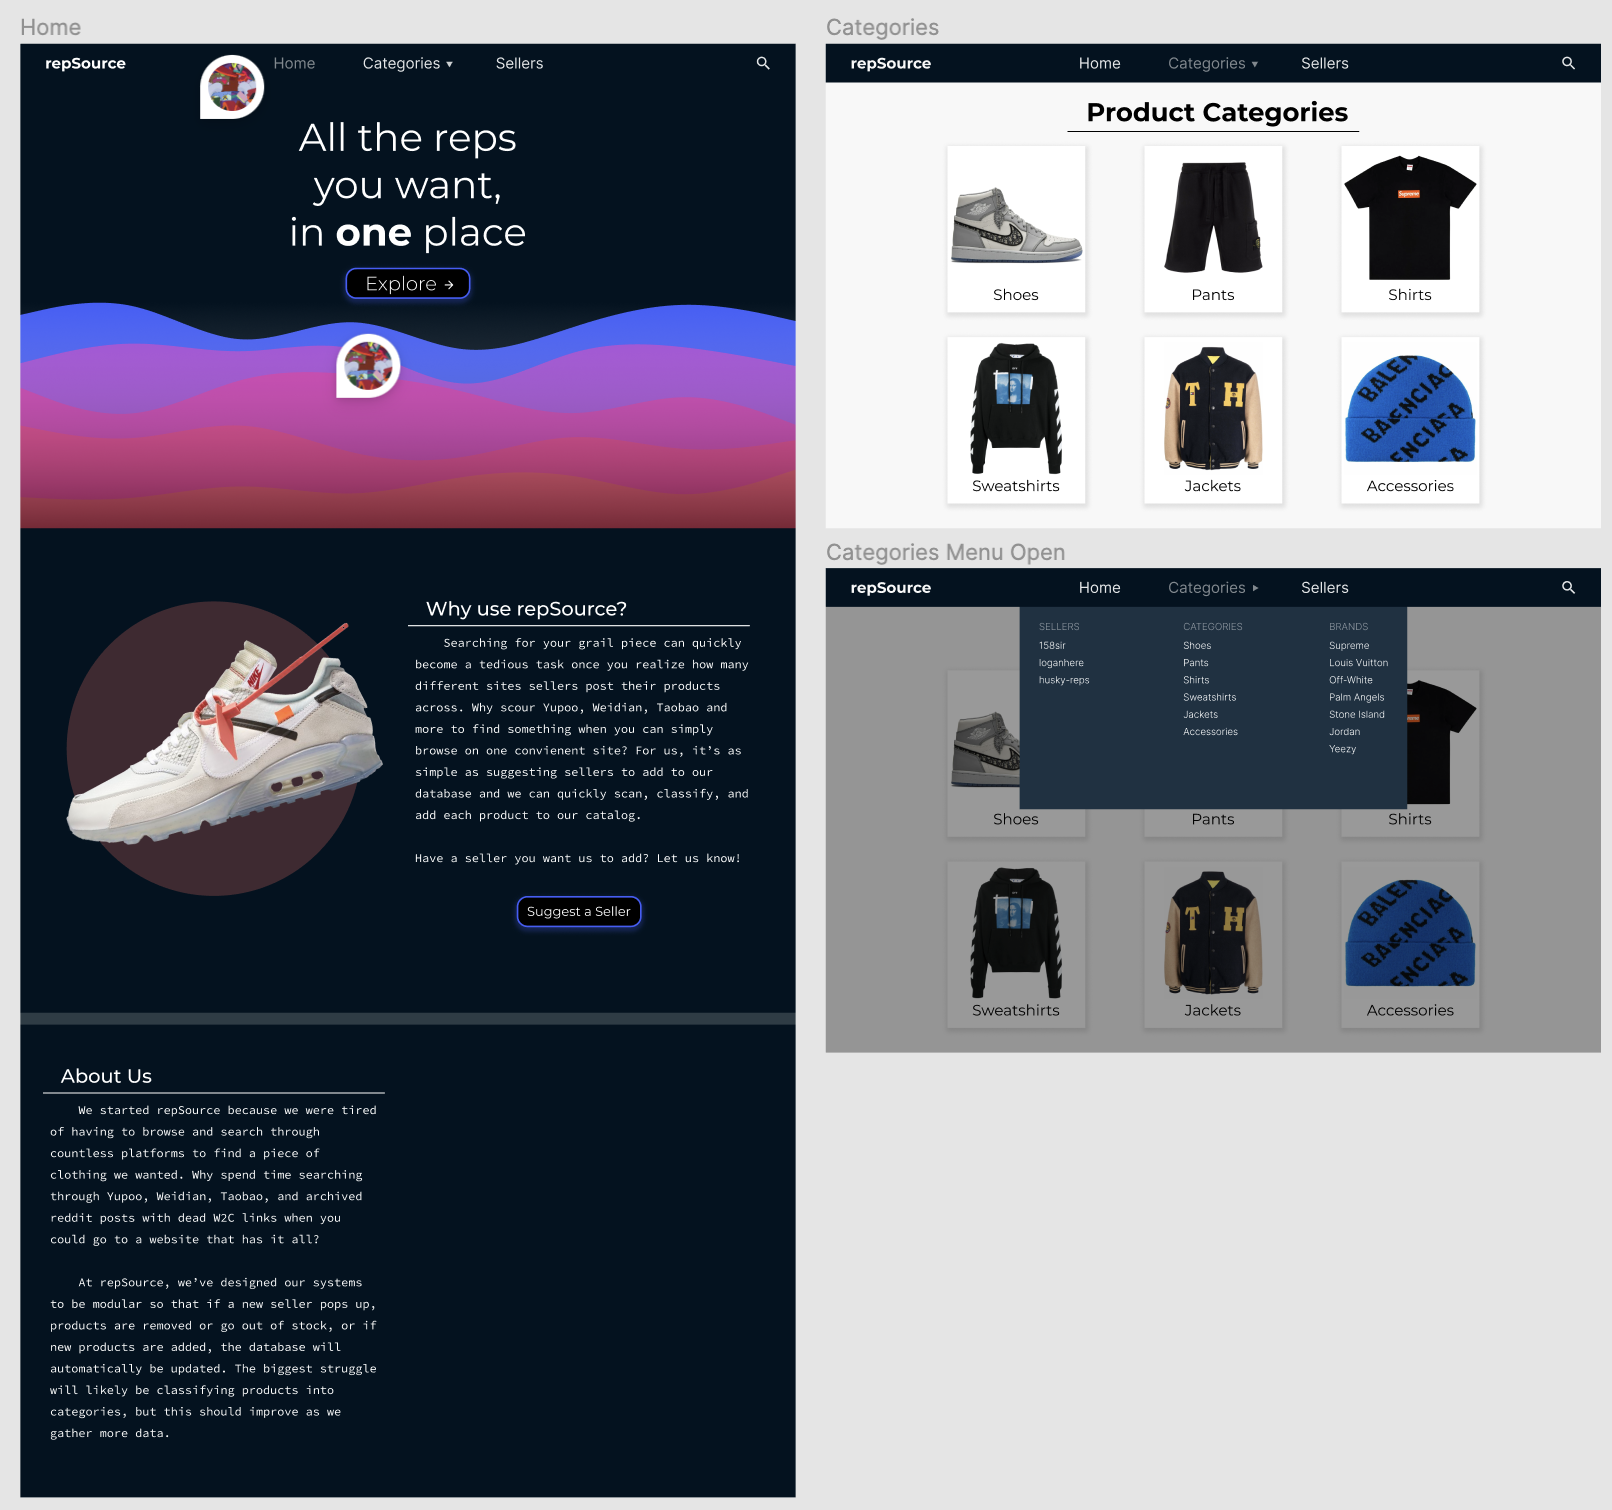 Home
repSource
Home
Categories ▾
Sellers
All the reps
you want,
in one place
Explore →
Why use repSource?
Searching for your grail piece can quickly
become a tedious task once you realize how many
different sites sellers post their products
across. Why scour Yupoo, Weidian, Taobao and
more to find something when you can simply
browse on one convienent site? For us, it's as
simple as suggesting sellers to add to our
database and we can quickly scan, classify, and
add each product to our catalog.
Have a seller you want us to add? Let us know!
Suggest a Seller
About Us
We started repSource because we were tired
of having to browse and search through
countless platforms to find a piece of
clothing we wanted. Why spend time searching
through Yupoo, Weidian, Taobao, and archived
reddit posts with dead W2C links when you
could go to a website that has it all?
At repSource, we've designed our systems
to be modular so that if a new seller pops up,
products are removed or go out of stock, or if
new products are added, the database will
automatically be updated. The biggest struggle
will likely be classifying products into
categories, but this should improve as we
gather more data.
Categories
repSource
Home
Categories ▾
Sellers
Product Categories
Supreme
Shoes
Pants
Shirts
T H
BALENCIAGA
Sweatshirts
Jackets
Accessories
Categories Menu Open
repSource
Home
Categories ▸
Sellers
SELLERS
158sir
loganhere
husky-reps
CATEGORIES
Shoes
Pants
Shirts
Sweatshirts
Jackets
Accessories
BRANDS
Supreme
Louis Vuitton
Off-White
Palm Angels
Stone Island
Jordan
Yeezy
Shoes
Pants
Shirts
T H
BALENCIAGA
Sweatshirts
Jackets
Accessories